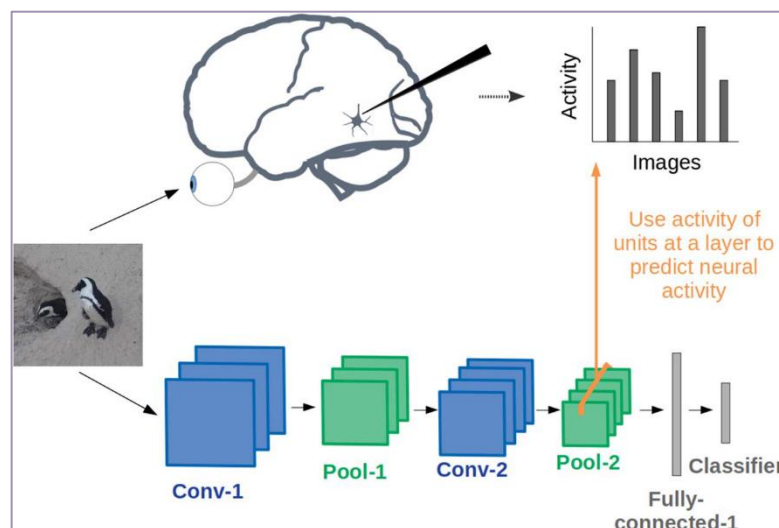 Activity
Images
Use activity of
units at a layer to
predict neural
activity
Conv-1
Pool-1
Conv-2
Pool-2
Classifier
Fully-
connected-1